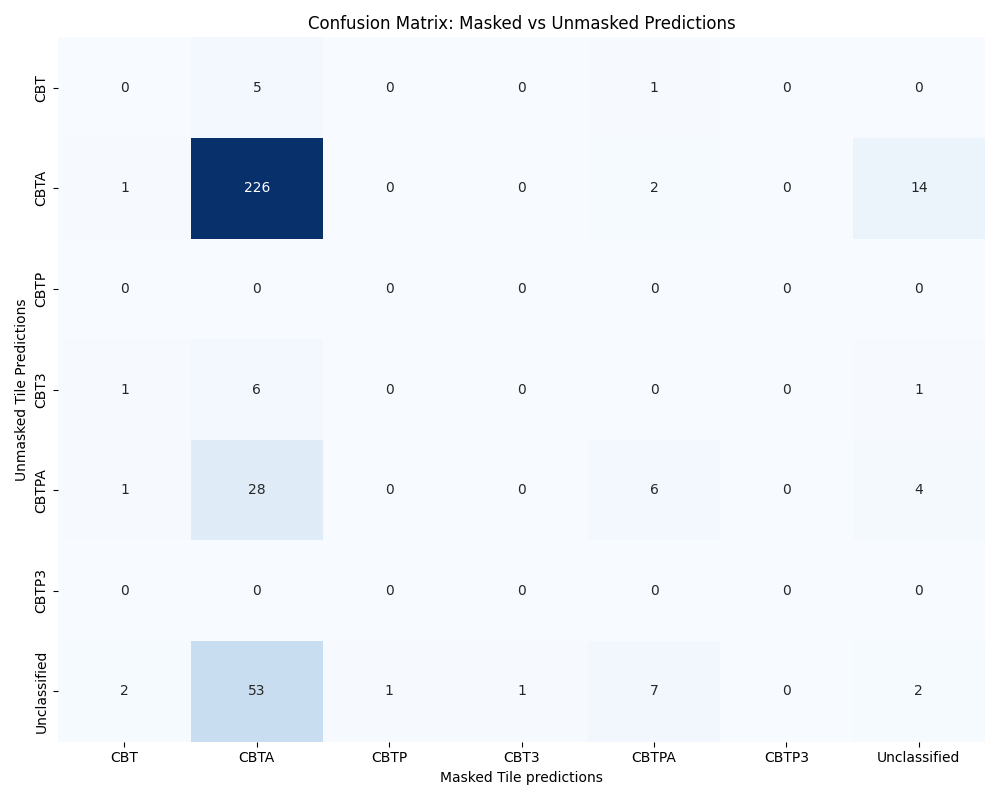 Confusion Matrix: Masked vs Unmasked Predictions
Unmasked Tile Predictions
CBT 0 5 0 0 1 0 0
CBTA 1 226 0 0 2 0 14
CBTP 0 0 0 0 0 0 0
CBT3 1 6 0 0 0 0 1
CBTPA 1 28 0 0 6 0 4
CBTP3 0 0 0 0 0 0 0
Unclassified 2 53 1 1 7 0 2
CBT CBTA CBTP CBT3 CBTPA CBTP3 Unclassified
Masked Tile predictions